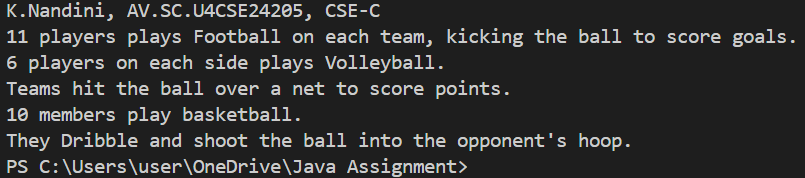 K.Nandini, AV.SC.U4CSE24205, CSE-C
11 players plays Football on each team, kicking the ball to score goals.
6 players on each side plays Volleyball.
Teams hit the ball over a net to score points.
10 members play basketball.
They Dribble and shoot the ball into the opponent's hoop.
PS C:\Users\user\OneDrive\Java Assignment>